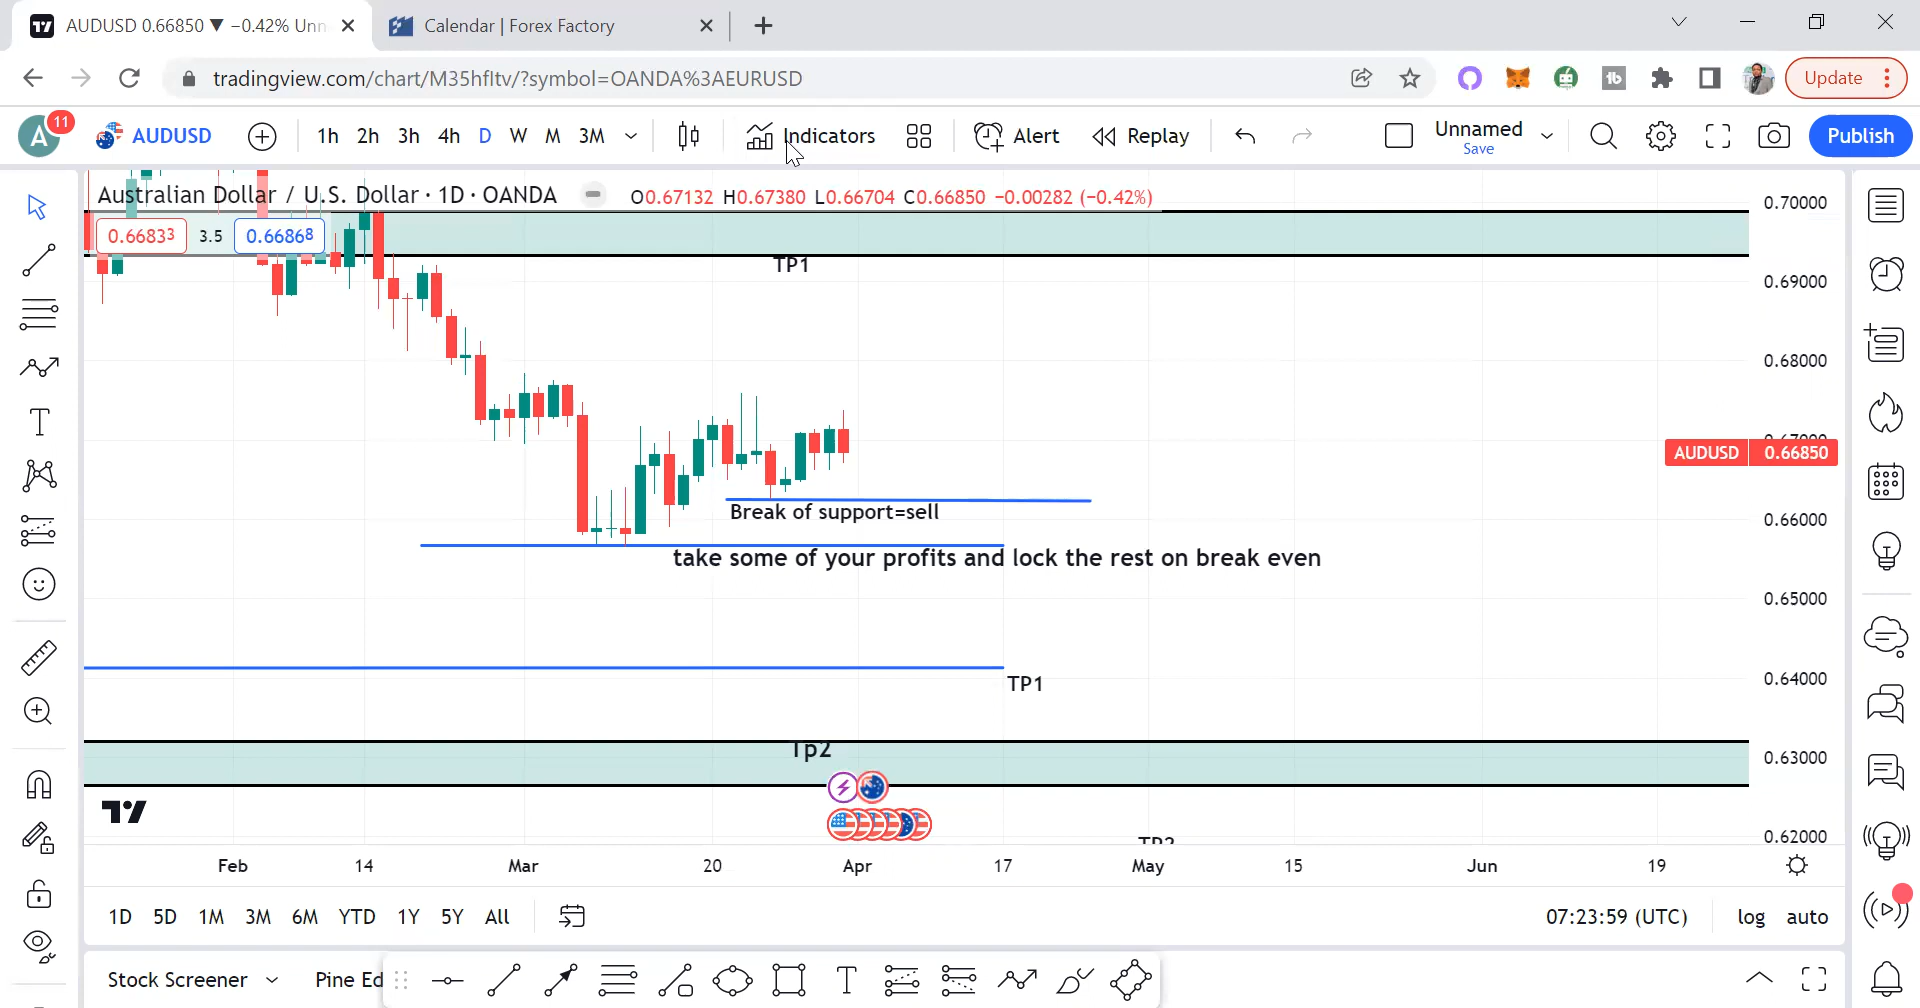 AUDUSD 0.66850 ▼ −0.42% Unn
Calendar | Forex Factory
tradingview.com/chart/M35hfItv/?symbol=OANDA%3AEURUSD
Update
A
11
AUDUSD
1h 2h 3h 4h D W M 3M
Indicators
Alert
Replay
Unnamed
Save
Publish
Australian Dollar / U.S. Dollar · 1D · OANDA
O0.67132 H0.67380 L0.66704 C0.66850 −0.00282 (−0.42%)
0.66833 3.5 0.66868
0.70000
TP1
0.69000
0.68000
0.67000
AUDUSD 0.66850
Break of support=sell
0.66000
take some of your profits and lock the rest on break even
0.65000
TP1
0.64000
Tp2
0.63000
0.62000
TP2
Feb 14 Mar 20 Apr 17 May 15 Jun 19
1D 5D 1M 3M 6M YTD 1Y 5Y All
07:23:59 (UTC)
log auto
Stock Screener
Pine Ed
T